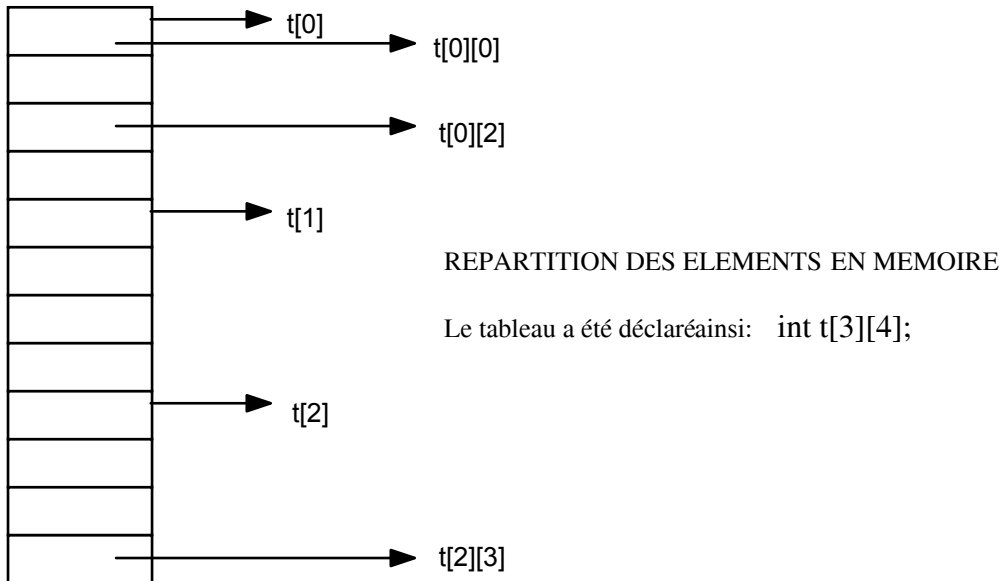 t[0]
t[0][0]
t[0][2]
t[1]
REPARTITION DES ELEMENTS EN MEMOIRE
Le tableau a été déclaréainsi: int t[3][4];
t[2]
t[2][3]